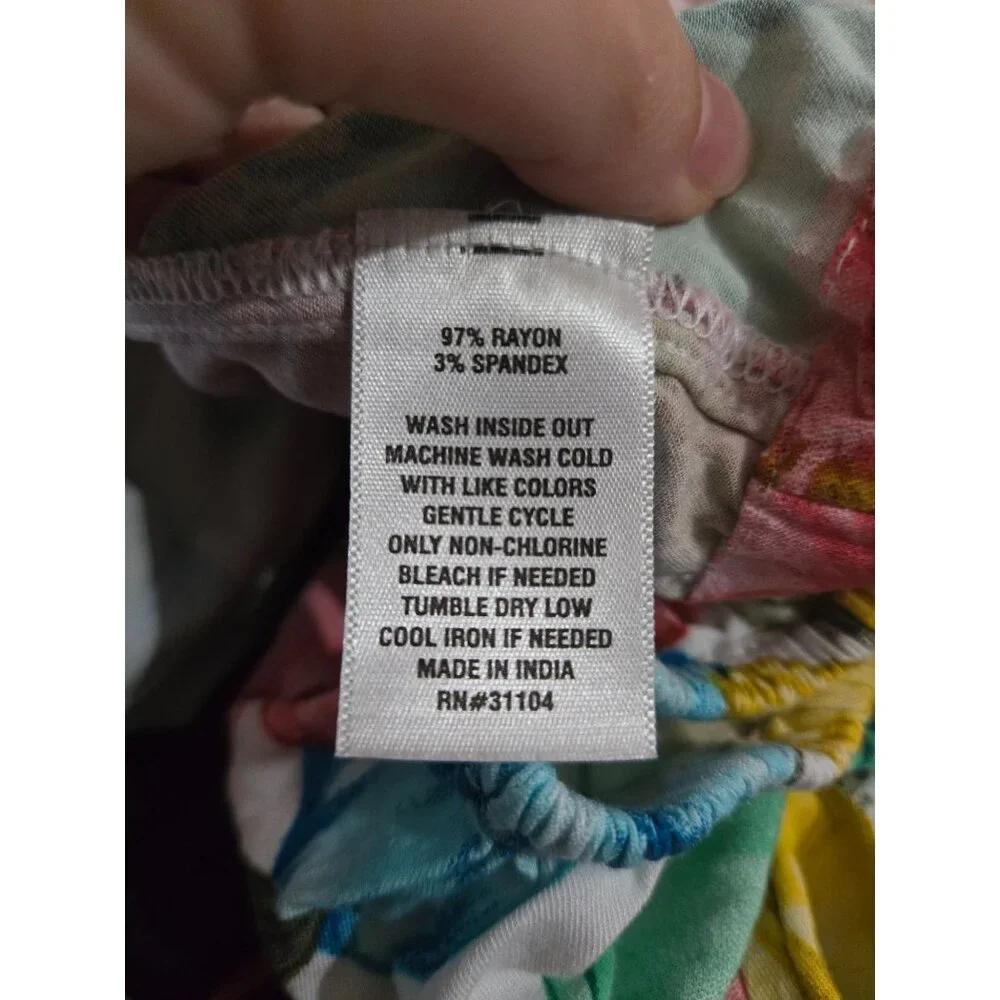 97% RAYON
3% SPANDEX
WASH INSIDE OUT
MACHINE WASH COLD
WITH LIKE COLORS
GENTLE CYCLE
ONLY NON-CHLORINE
BLEACH IF NEEDED
TUMBLE DRY LOW
COOL IRON IF NEEDED
MADE IN INDIA
RN#31104